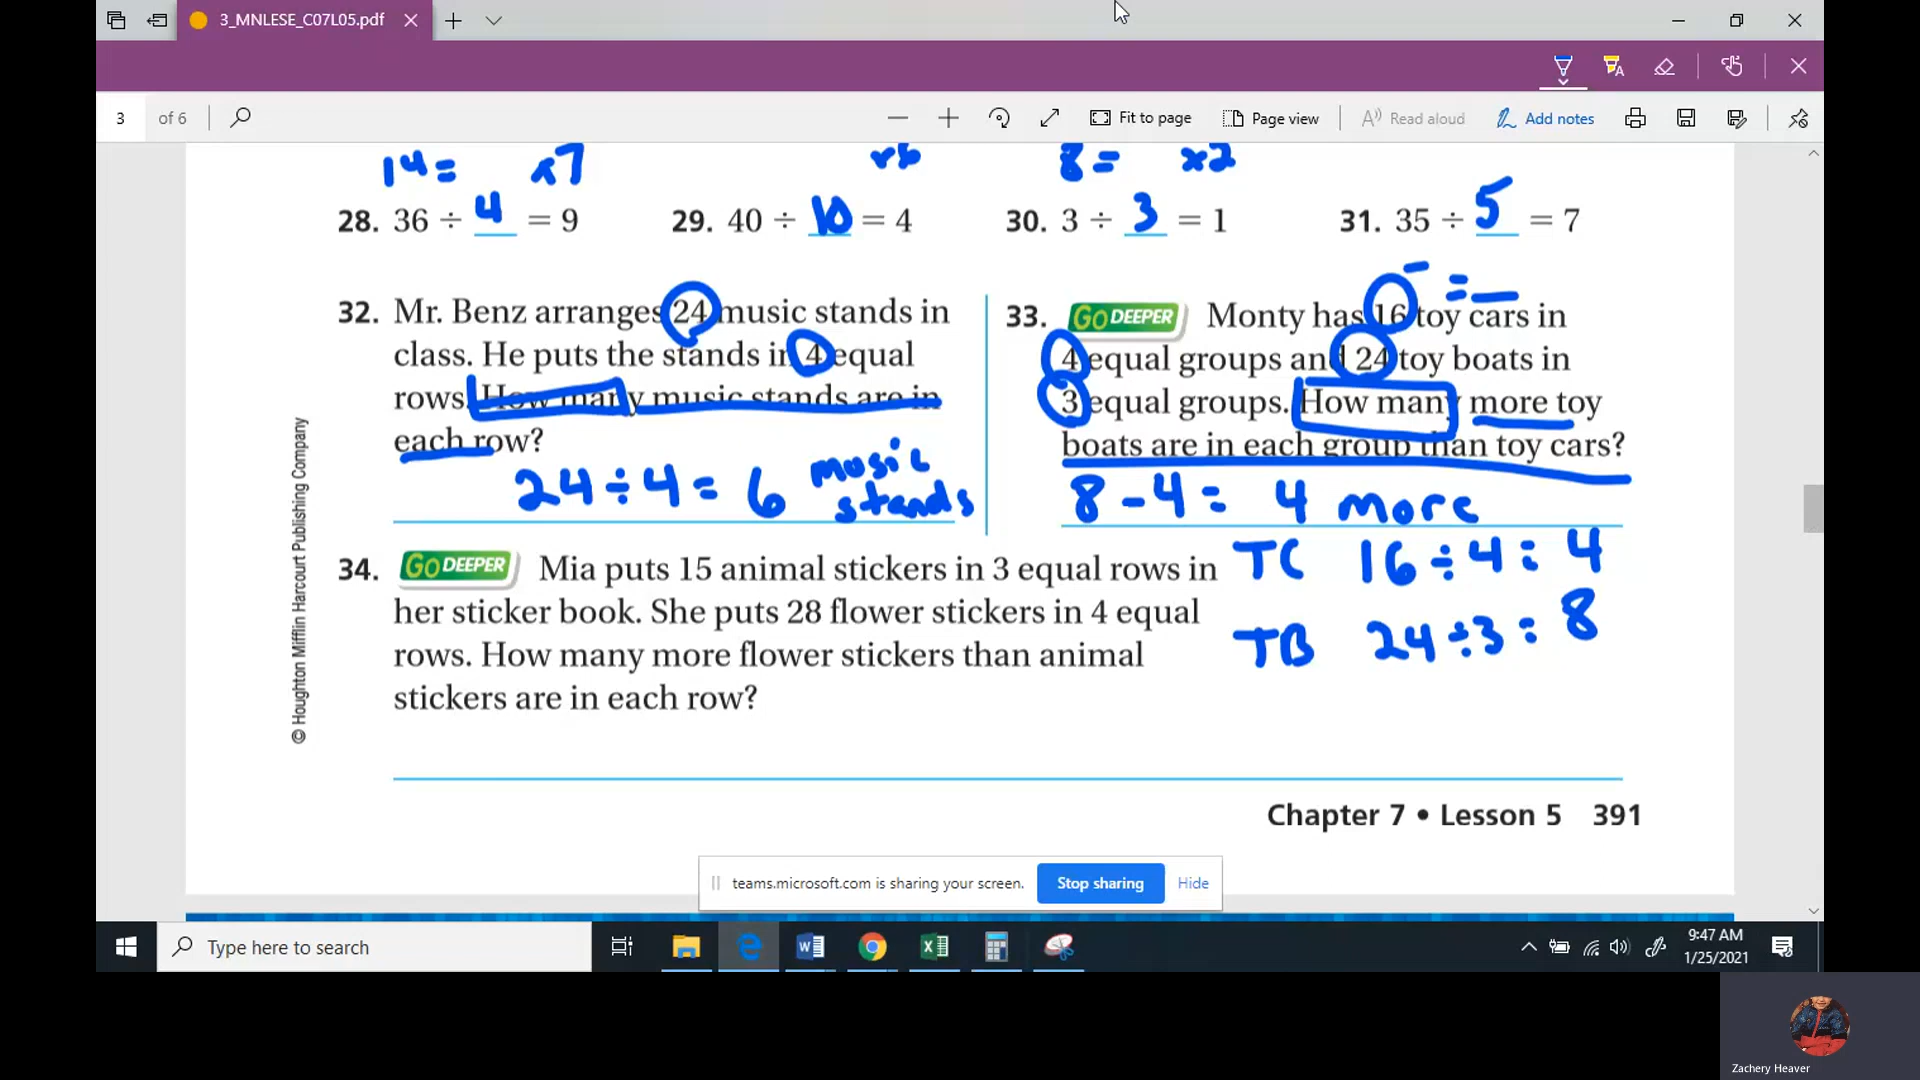 3_MNLESE_C07L05.pdf
3 of 6 Fit to page Page view Read aloud Add notes
14= x7 8= x2
28. 36 ÷ 4 = 9 29. 40 ÷ 10 = 4 30. 3 ÷ 3 = 1 31. 35 ÷ 5 = 7
32. Mr. Benz arranges 24 music stands in
class. He puts the stands in 4 equal
rows. How many music stands are in
each row?
24 ÷ 4 = 6 music
stands
− = _
33. GO DEEPER Monty has 16 toy cars in
4 equal groups and 24 toy boats in
3 equal groups. How many more toy
boats are in each group than toy cars?
8 - 4 = 4 more
TC 16 ÷ 4 = 4
TB 24 ÷ 3 = 8
34. GO DEEPER Mia puts 15 animal stickers in 3 equal rows in
her sticker book. She puts 28 flower stickers in 4 equal
rows. How many more flower stickers than animal
stickers are in each row?
© Houghton Mifflin Harcourt Publishing Company
Chapter 7 • Lesson 5 391
teams.microsoft.com is sharing your screen. Stop sharing Hide
Type here to search
9:47 AM
1/25/2021
Zachery Heaver